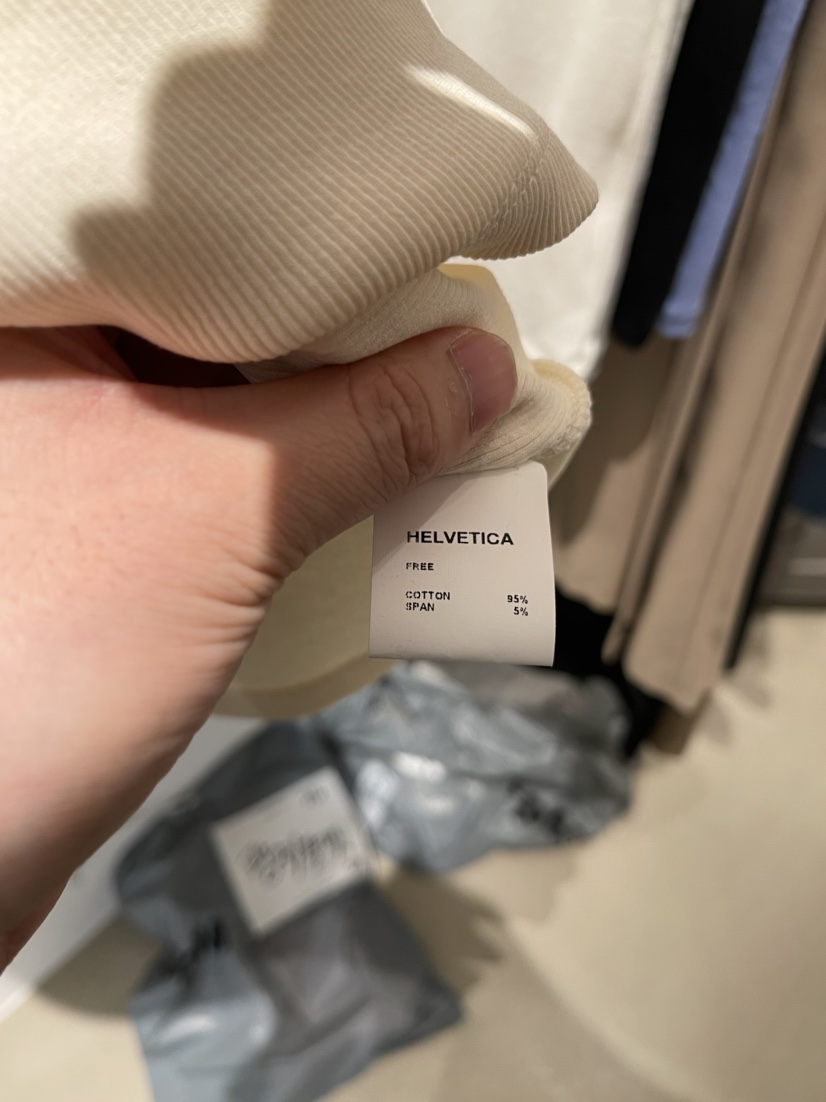 HELVETICA
FREE
COTTON 95%
SPAN 5%